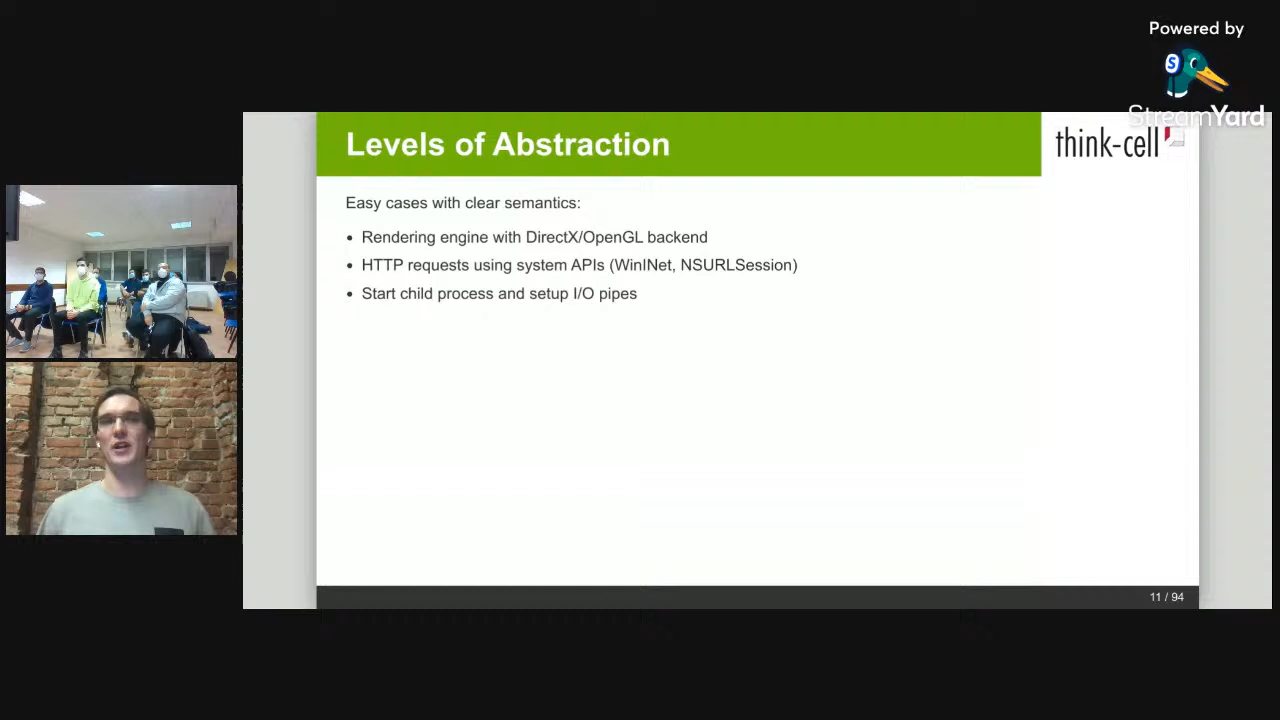 Powered by
S
StreamYard
Levels of Abstraction
think-cell
Easy cases with clear semantics:
• Rendering engine with DirectX/OpenGL backend
• HTTP requests using system APIs (WinINet, NSURLSession)
• Start child process and setup I/O pipes
11 / 94